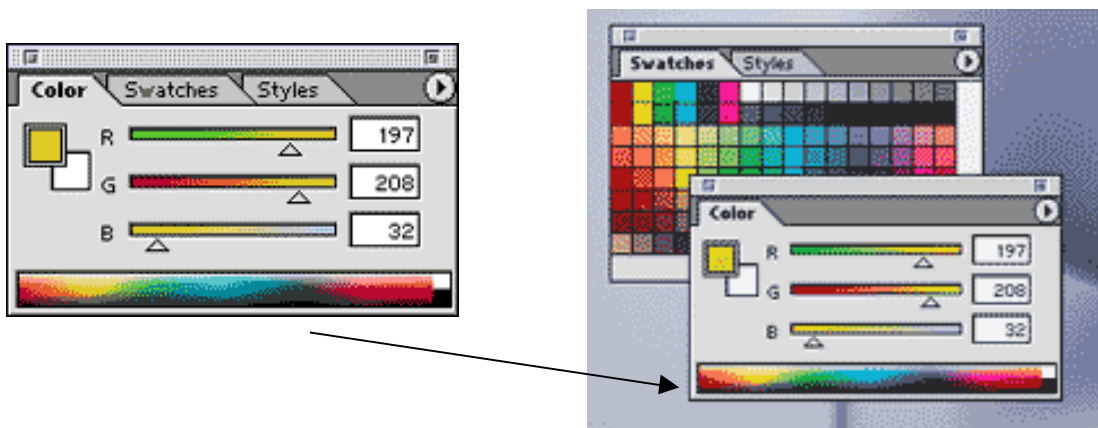 Color Swatches Styles
R 197
G 208
B 32
Swatches Styles
Color
R 197
G 208
B 32